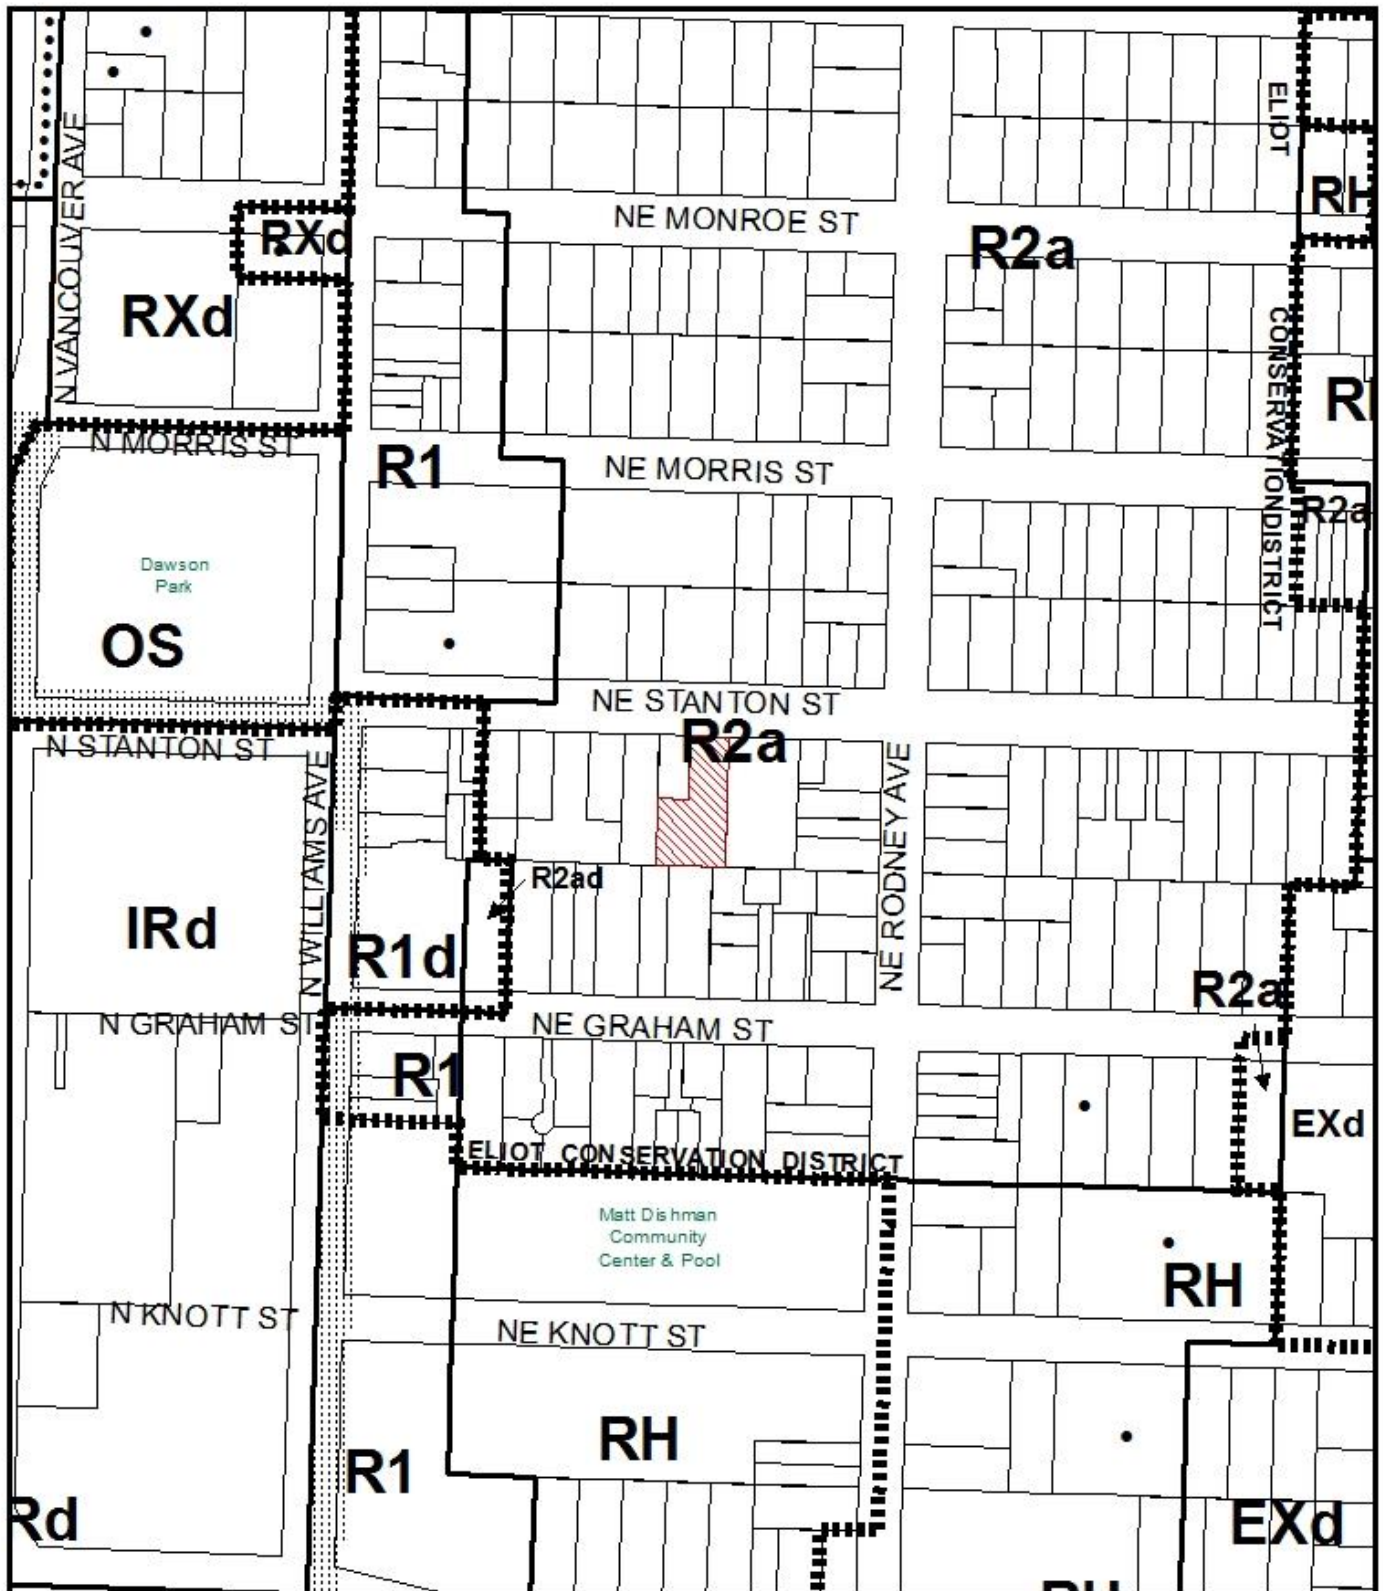 ELIOT
N VANCOUVER AVE
RH
NE MONROE ST
RXd
R2a
RXd
CONSERVATIONDISTRICT
N MORRIS ST
R1
NE MORRIS ST
R2a
Dawson
Park
OS
NE STANTON ST
R2a
N STANTON ST
N WILLIAMS AVE
NE RODNEY AVE
R2ad
IRd
R1d
R2a
N GRAHAM ST
NE GRAHAM ST
R1
EXd
ELIOT CONSERVATION DISTRICT
Matt Dishman
Community
Center & Pool
RH
N KNOTT ST
NE KNOTT ST
RH
R1
Rd
EXd